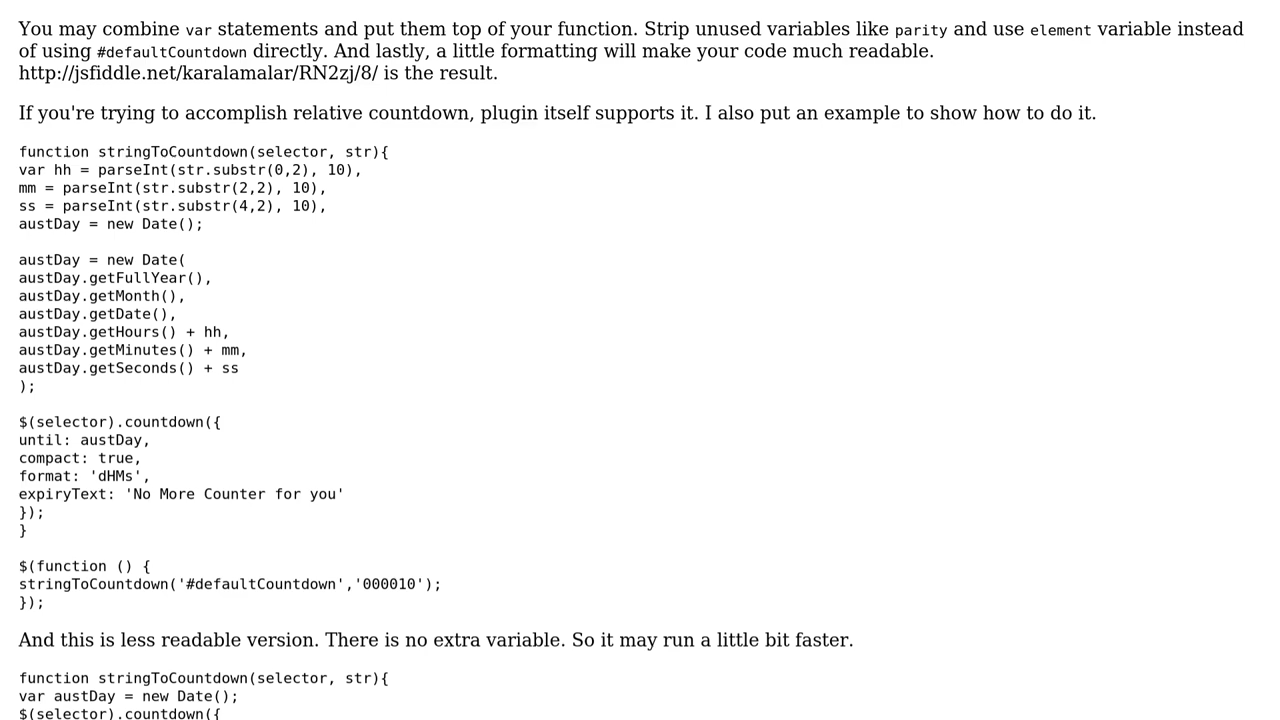 You may combine var statements and put them top of your function. Strip unused variables like parity and use element variable instead
of using #defaultCountdown directly. And lastly, a little formatting will make your code much readable.
http://jsfiddle.net/karalamalar/RN2zj/8/ is the result.
If you're trying to accomplish relative countdown, plugin itself supports it. I also put an example to show how to do it.
function stringToCountdown(selector, str){
var hh = parseInt(str.substr(0,2), 10),
mm = parseInt(str.substr(2,2), 10),
ss = parseInt(str.substr(4,2), 10),
austDay = new Date();
austDay = new Date(
austDay.getFullYear(),
austDay.getMonth(),
austDay.getDate(),
austDay.getHours() + hh,
austDay.getMinutes() + mm,
austDay.getSeconds() + ss
);
$(selector).countdown({
until: austDay,
compact: true,
format: 'dHMs',
expiryText: 'No More Counter for you'
});
}
$(function () {
stringToCountdown('#defaultCountdown','000010');
});
And this is less readable version. There is no extra variable. So it may run a little bit faster.
function stringToCountdown(selector, str){
var austDay = new Date();
$(selector).countdown({